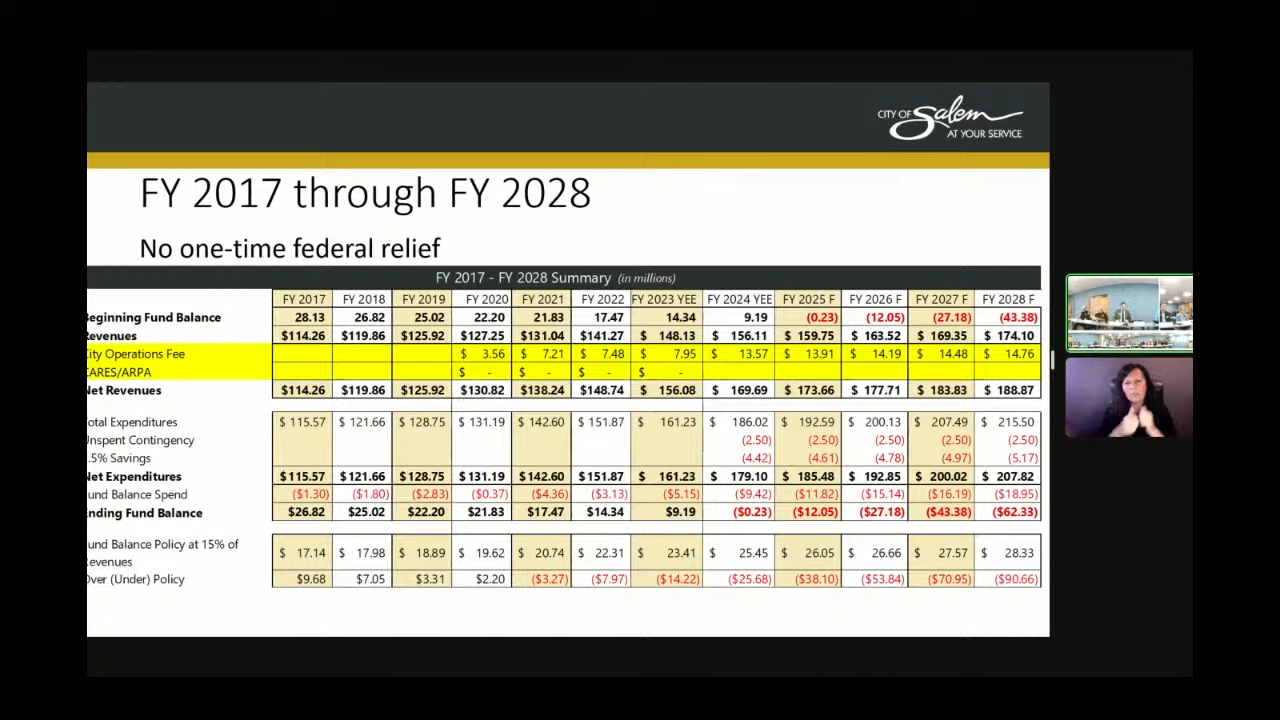 CITY OF Salem
AT YOUR SERVICE
FY 2017 through FY 2028
No one-time federal relief
FY 2017 - FY 2028 Summary (in millions)
FY 2017 FY 2018 FY 2019 FY 2020 FY 2021 FY 2022 FY 2023 YEE FY 2024 YEE FY 2025 F FY 2026 F FY 2027 F FY 2028 F
Beginning Fund Balance 28.13 26.82 25.02 22.20 21.83 17.47 14.34 9.19 (0.23) (12.05) (27.18) (43.38)
Revenues $114.26 $119.86 $125.92 $127.25 $131.04 $141.27 $ 148.13 $ 156.11 $ 159.75 $ 163.52 $ 169.35 $ 174.10
City Operations Fee $ 3.56 $ 7.21 $ 7.48 $ 7.95 $ 13.57 $ 13.91 $ 14.19 $ 14.48 $ 14.76
CARES/ARPA $ - $ - $ - $ -
Net Revenues $114.26 $119.86 $125.92 $130.82 $138.24 $148.74 $ 156.08 $ 169.69 $ 173.66 $ 177.71 $ 183.83 $ 188.87
Total Expenditures $ 115.57 $ 121.66 $ 128.75 $ 131.19 $ 142.60 $ 151.87 $ 161.23 $ 186.02 $ 192.59 $ 200.13 $ 207.49 $ 215.50
Unspent Contingency (2.50) (2.50) (2.50) (2.50) (2.50)
.5% Savings (4.42) (4.61) (4.78) (4.97) (5.17)
Net Expenditures $115.57 $121.66 $128.75 $131.19 $142.60 $151.87 $ 161.23 $ 179.10 $ 185.48 $ 192.85 $ 200.02 $ 207.82
Fund Balance Spend ($1.30) ($1.80) ($2.83) ($0.37) ($4.36) ($3.13) ($5.15) ($9.42) ($11.82) ($15.14) ($16.19) ($18.95)
Ending Fund Balance $26.82 $25.02 $22.20 $21.83 $17.47 $14.34 $9.19 ($0.23) ($12.05) ($27.18) ($43.38) ($62.33)
Fund Balance Policy at 15% of
Revenues $ 17.14 $ 17.98 $ 18.89 $ 19.62 $ 20.74 $ 22.31 $ 23.41 $ 25.45 $ 26.05 $ 26.66 $ 27.57 $ 28.33
Over (Under) Policy $9.68 $7.05 $3.31 $2.20 ($3.27) ($7.97) ($14.22) ($25.68) ($38.10) ($53.84) ($70.95) ($90.66)